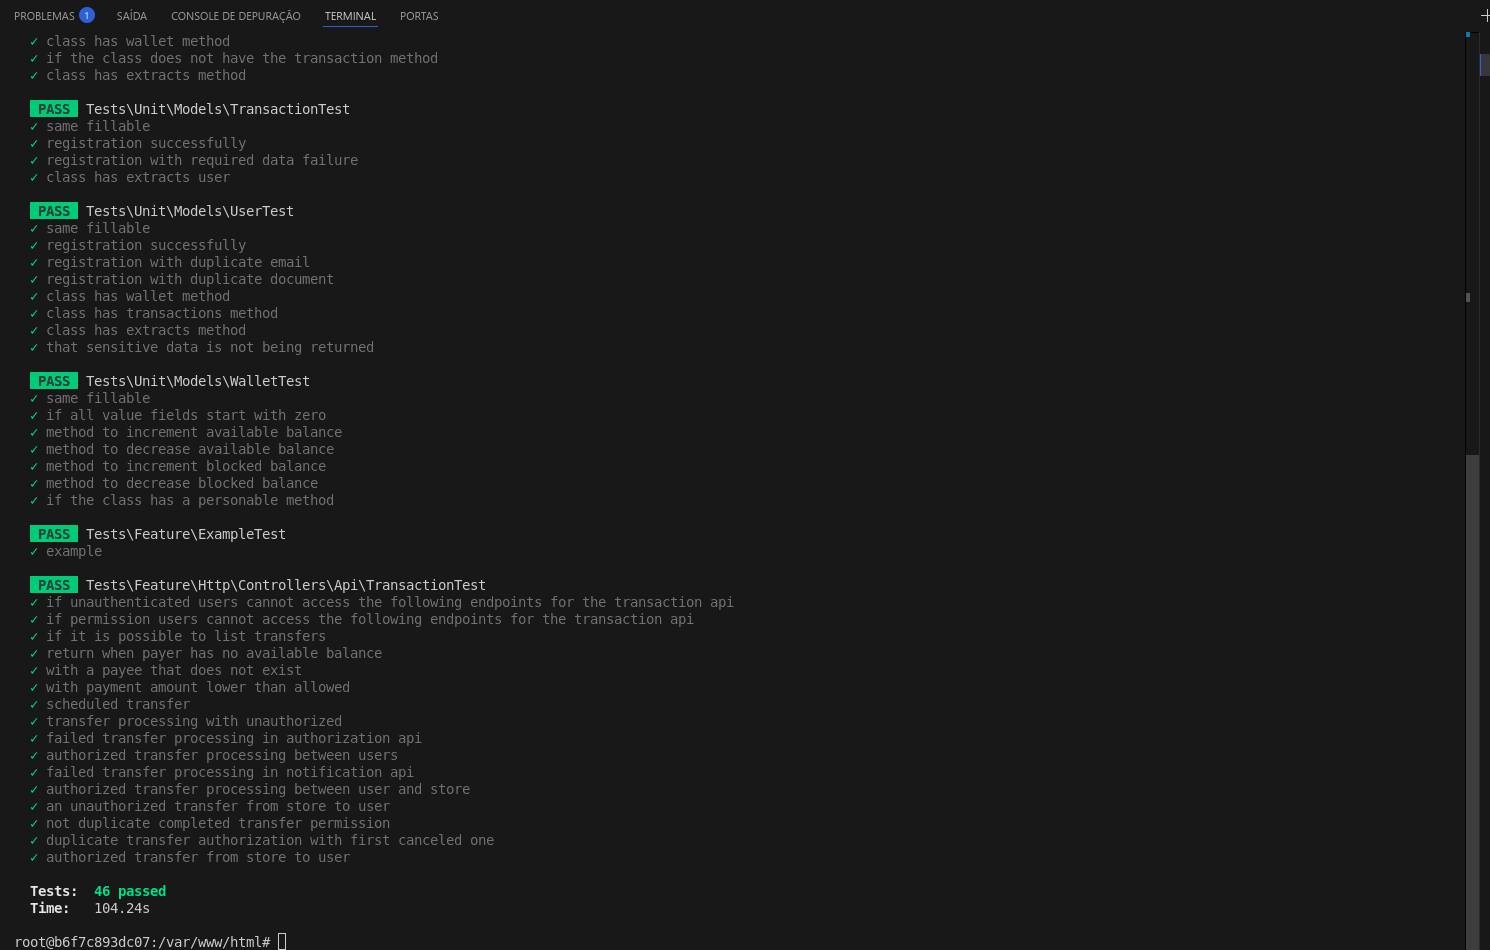 PROBLEMAS 1 SAÍDA CONSOLE DE DEPURAÇÃO TERMINAL PORTAS
✓ class has wallet method
✓ if the class does not have the transaction method
✓ class has extracts method
PASS Tests\Unit\Models\TransactionTest
✓ same fillable
✓ registration successfully
✓ registration with required data failure
✓ class has extracts user
PASS Tests\Unit\Models\UserTest
✓ same fillable
✓ registration successfully
✓ registration with duplicate email
✓ registration with duplicate document
✓ class has wallet method
✓ class has transactions method
✓ class has extracts method
✓ that sensitive data is not being returned
PASS Tests\Unit\Models\WalletTest
✓ same fillable
✓ if all value fields start with zero
✓ method to increment available balance
✓ method to decrease available balance
✓ method to increment blocked balance
✓ method to decrease blocked balance
✓ if the class has a personable method
PASS Tests\Feature\ExampleTest
✓ example
PASS Tests\Feature\Http\Controllers\Api\TransactionTest
✓ if unauthenticated users cannot access the following endpoints for the transaction api
✓ if permission users cannot access the following endpoints for the transaction api
✓ if it is possible to list transfers
✓ return when payer has no available balance
✓ with a payee that does not exist
✓ with payment amount lower than allowed
✓ scheduled transfer
✓ transfer processing with unauthorized
✓ failed transfer processing in authorization api
✓ authorized transfer processing between users
✓ failed transfer processing in notification api
✓ authorized transfer processing between user and store
✓ an unauthorized transfer from store to user
✓ not duplicate completed transfer permission
✓ duplicate transfer authorization with first canceled one
✓ authorized transfer from store to user
Tests: 46 passed
Time: 104.24s
root@b6f7c893dc07:/var/www/html#